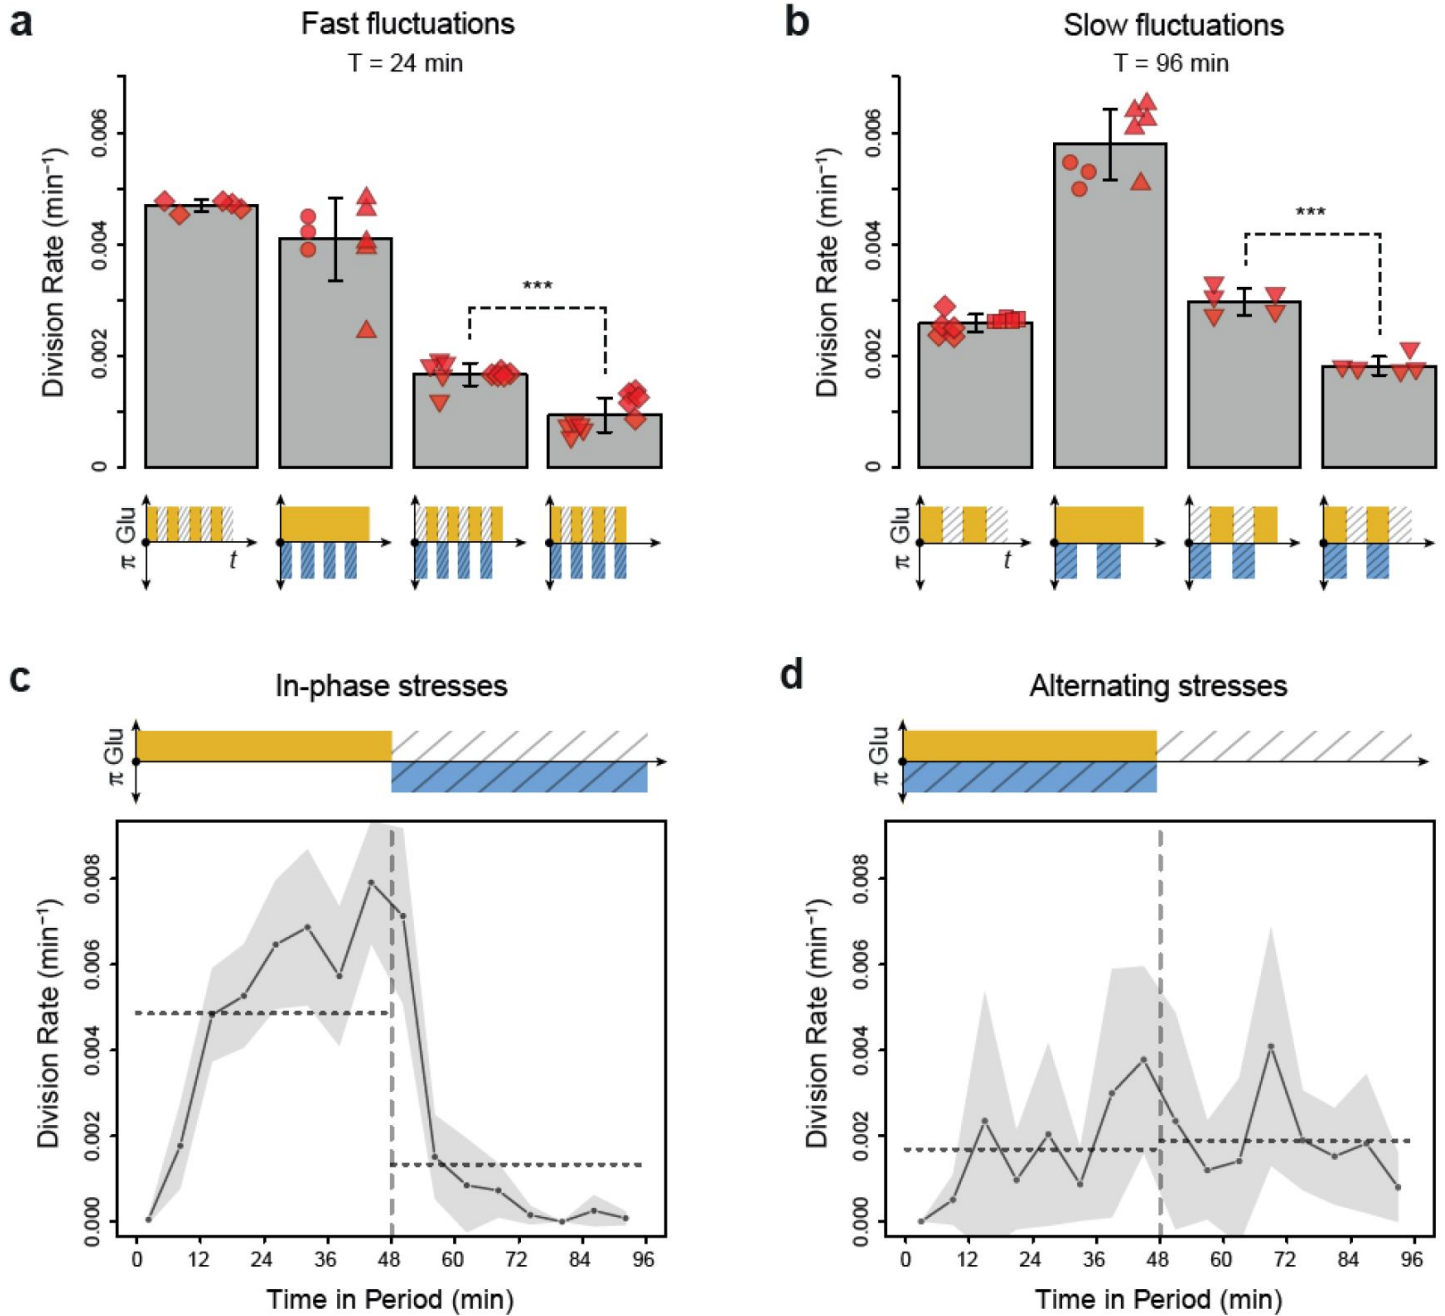 a
Fast fluctuations
T = 24 min
Division Rate (min⁻¹)
0
0.002
0.004
0.006
***
π Glu
t
b
Slow fluctuations
T = 96 min
Division Rate (min⁻¹)
0
0.002
0.004
0.006
***
π Glu
t
c
In-phase stresses
π Glu
Division Rate (min⁻¹)
0.000
0.002
0.004
0.006
0.008
0 12 24 36 48 60 72 84 96
Time in Period (min)
d
Alternating stresses
π Glu
Division Rate (min⁻¹)
0.000
0.002
0.004
0.006
0.008
0 12 24 36 48 60 72 84 96
Time in Period (min)